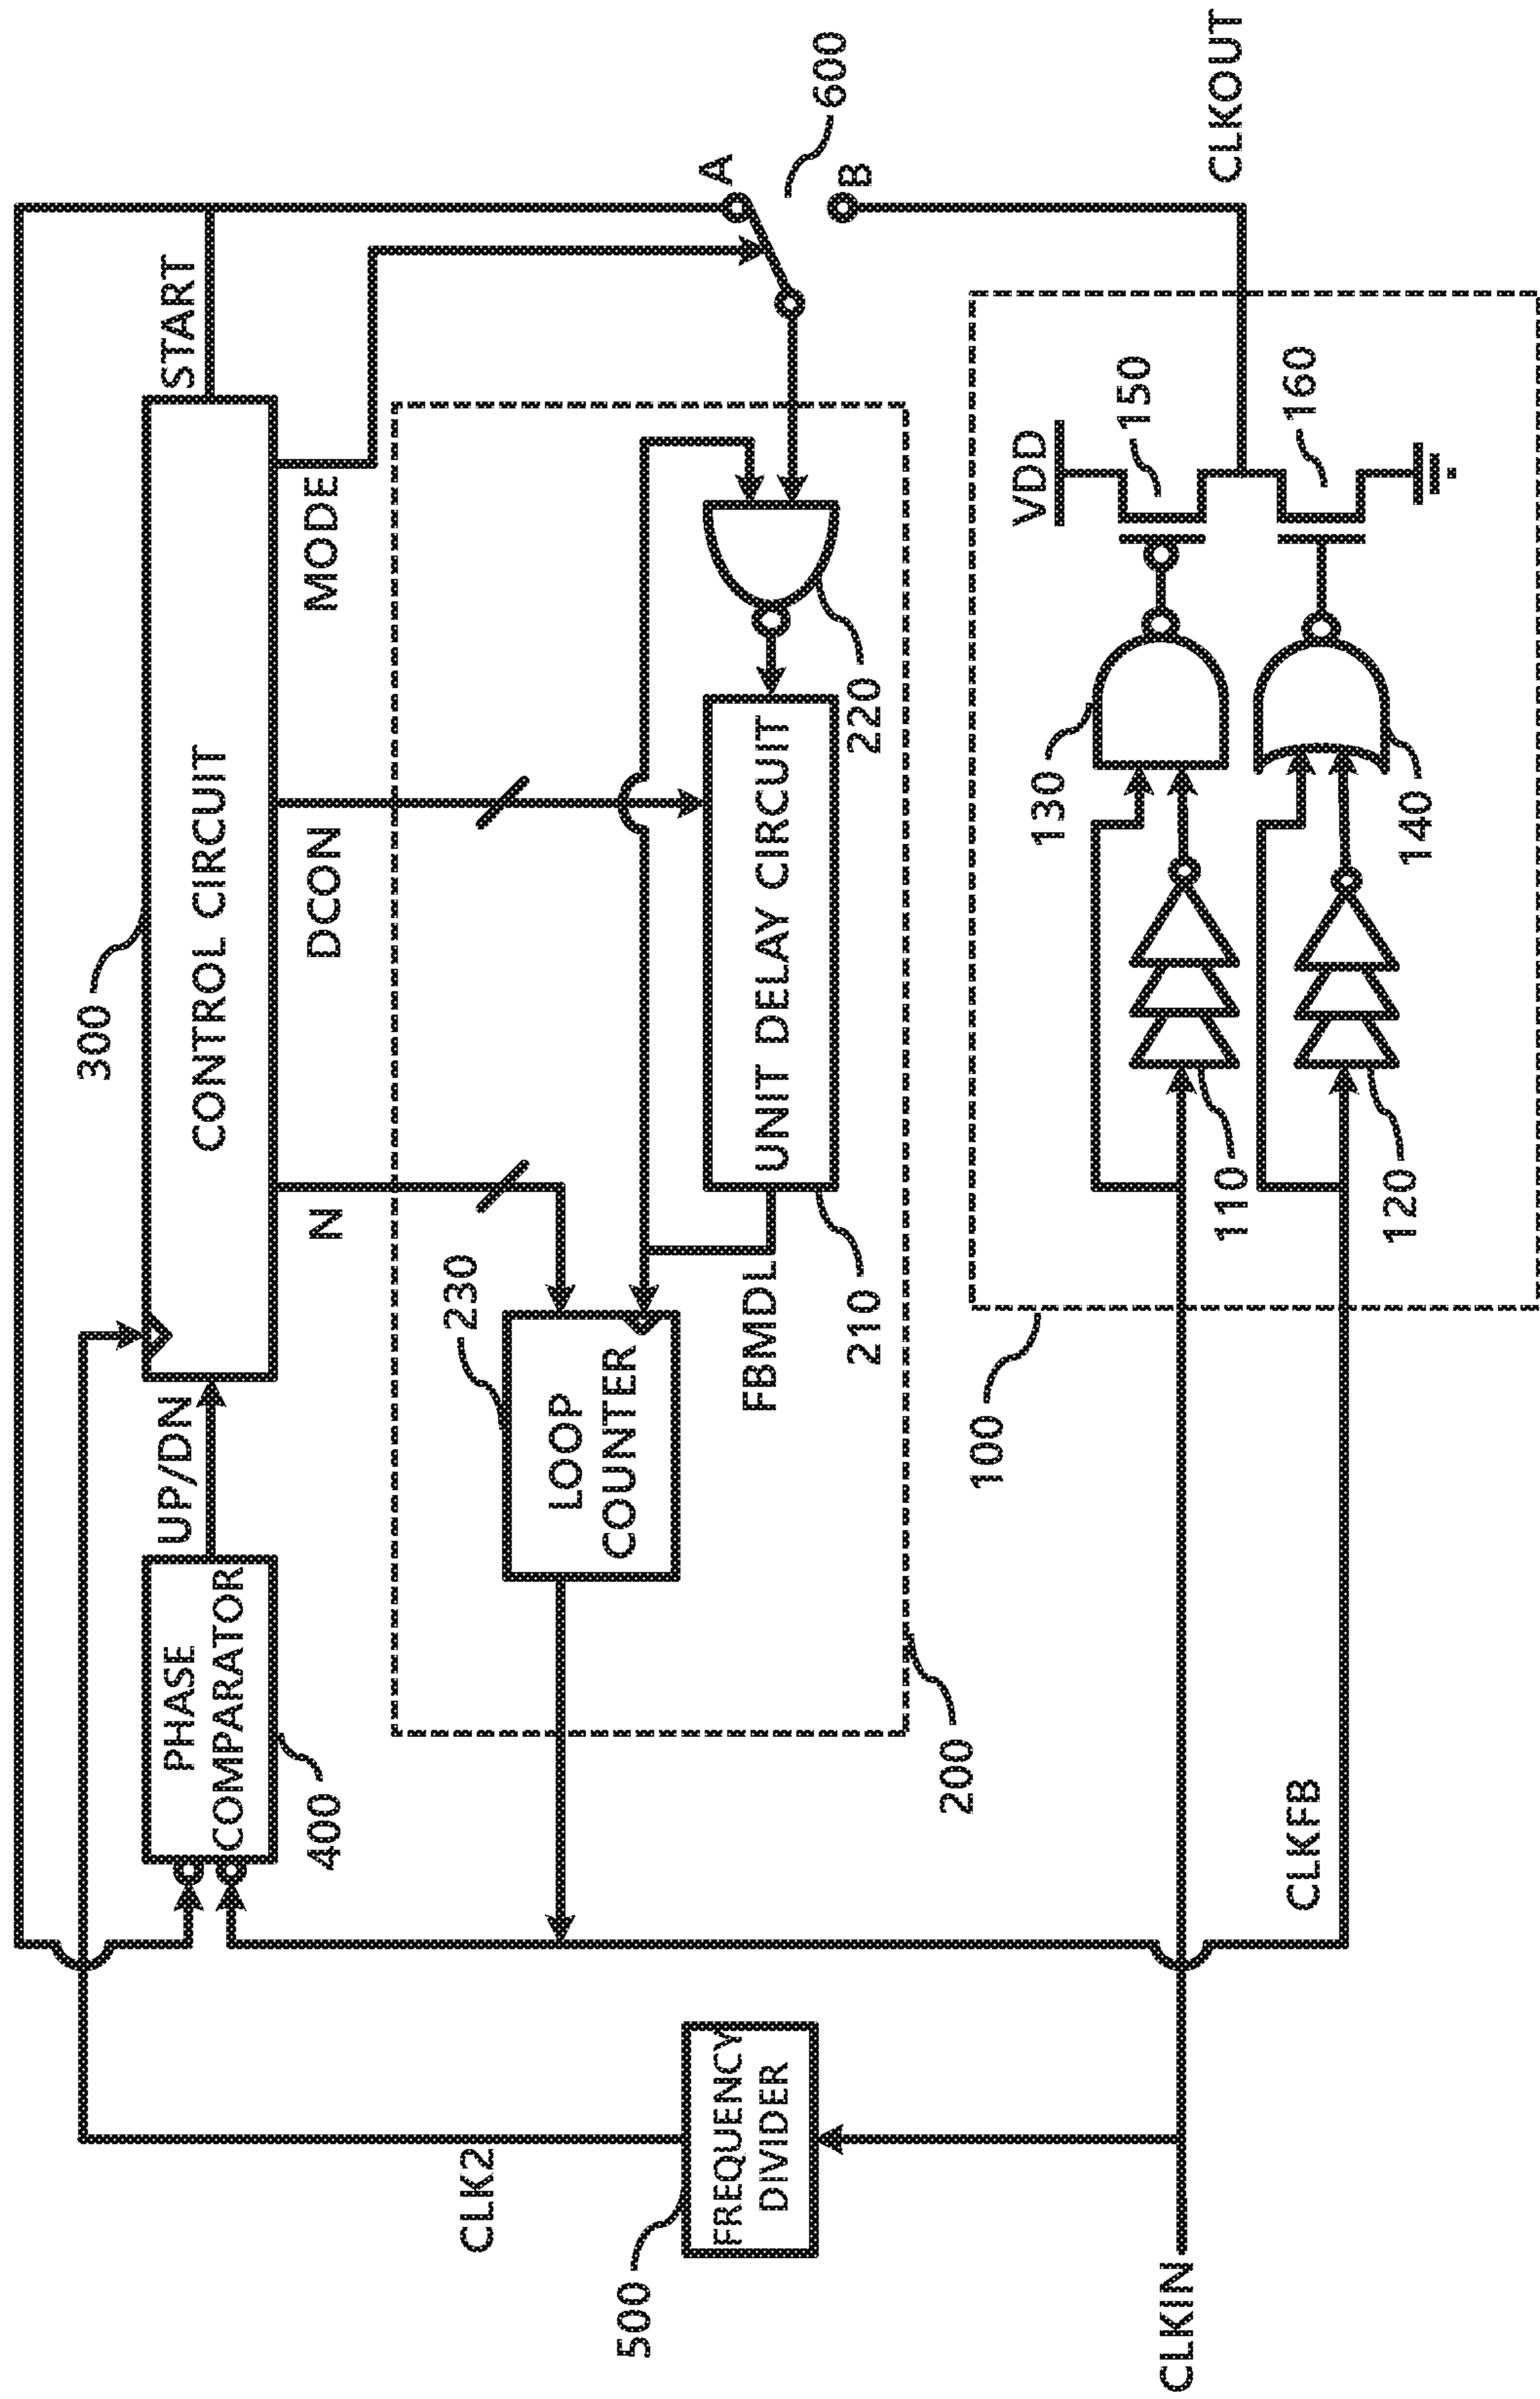 300
CONTROL CIRCUIT
START
UP/DN
PHASE
COMPARATOR
400
N
DCON
MODE
A
600
B
230
LOOP
COUNTER
FBMDL
UNIT DELAY CIRCUIT
210
220
200
CLK2
500
FREQUENCY
DIVIDER
100
VDD
130
150
CLKOUT
110
CLKIN
160
CLKFB
120
140